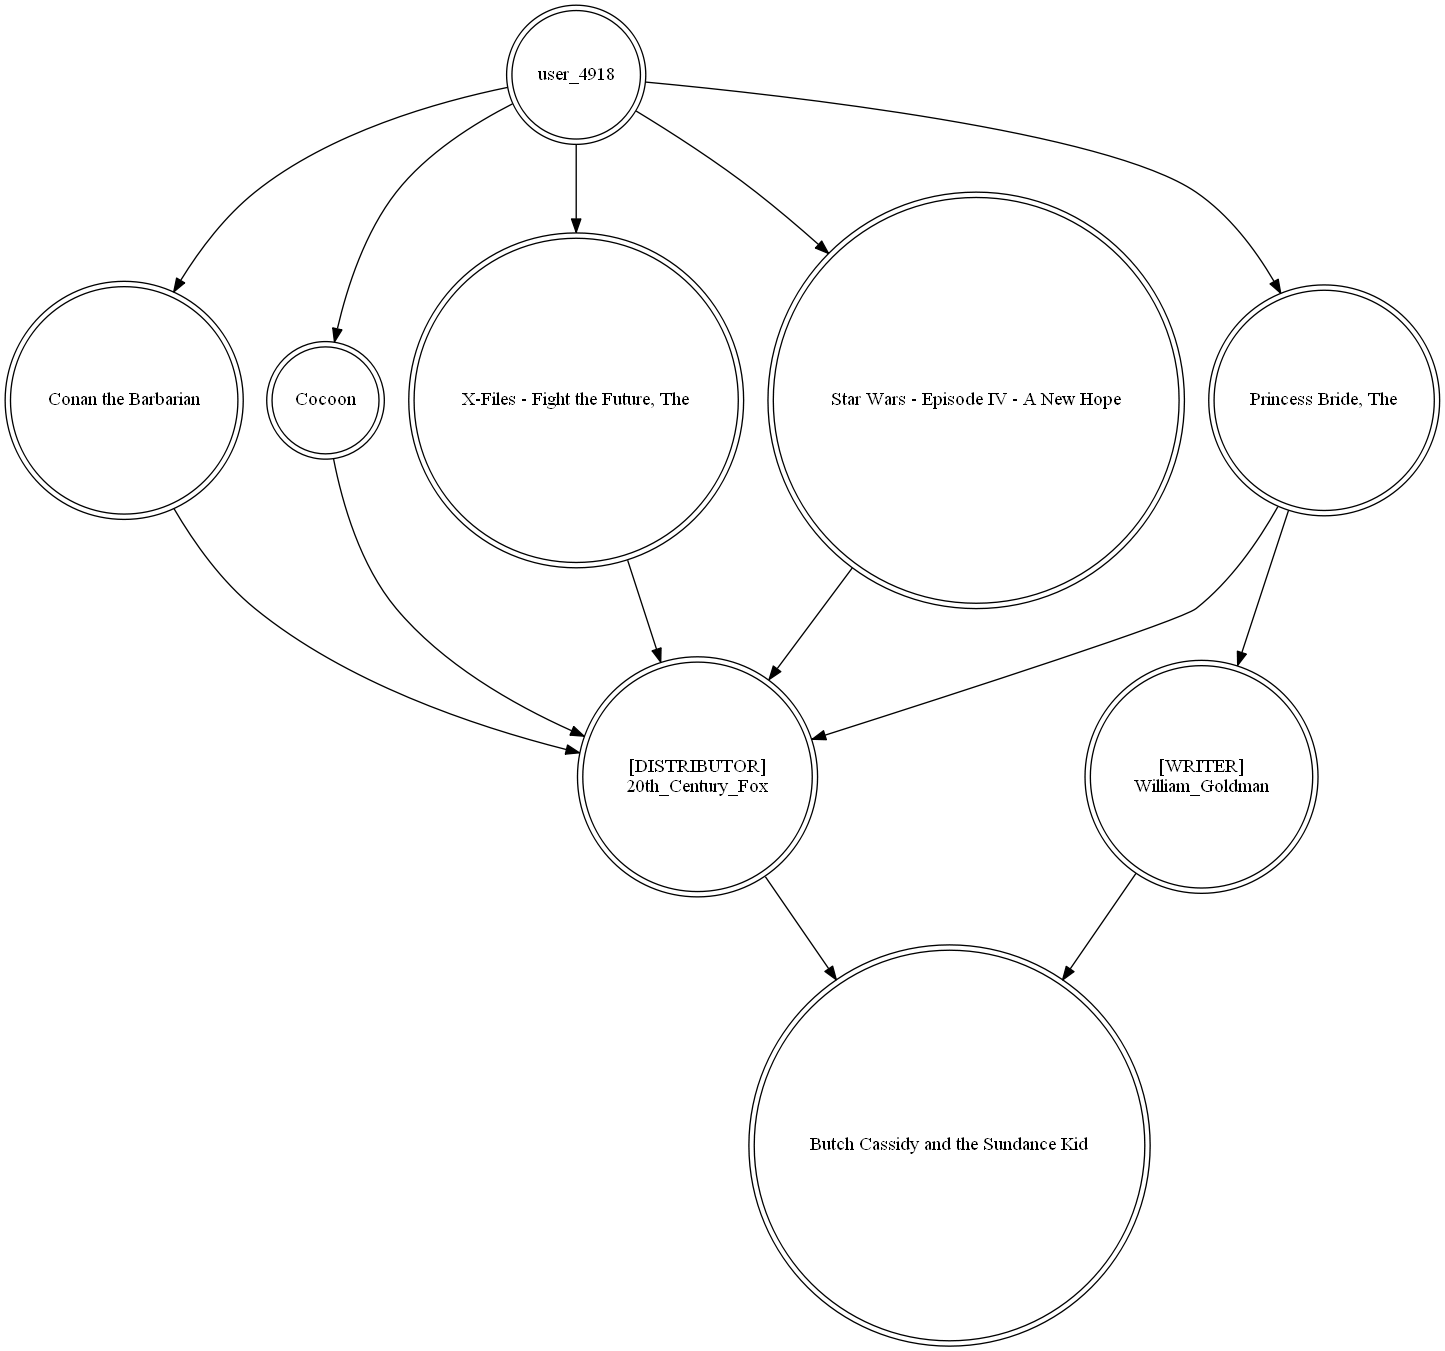 user_4918
Conan the Barbarian
Cocoon
X-Files - Fight the Future, The
Star Wars - Episode IV - A New Hope
Princess Bride, The
[DISTRIBUTOR]
20th_Century_Fox
[WRITER]
William_Goldman
Butch Cassidy and the Sundance Kid